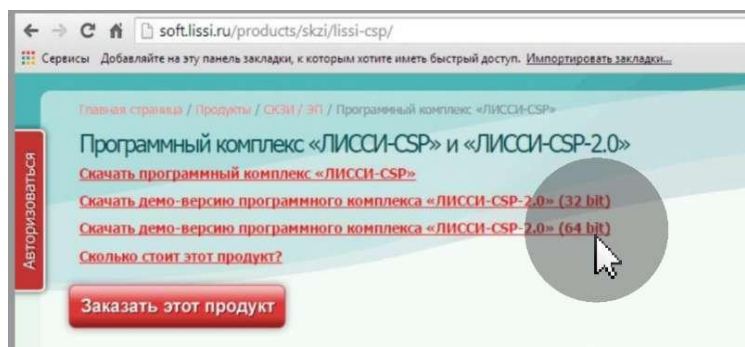 soft.lissi.ru/products/skzi/lissi-csp/
Сервисы Добавляйте на эту панель закладки, к которым хотите иметь быстрый доступ. Импортировать закладки...
Главная страница / Продукты / СКЗИ / ЭП / Программный комплекс «ЛИССИ-CSP»
Программный комплекс «ЛИССИ-CSP» и «ЛИССИ-CSP-2.0»
Скачать программный комплекс «ЛИССИ-CSP»
Скачать демо-версию программного комплекса «ЛИССИ-CSP-2.0» (32 bit)
Скачать демо-версию программного комплекса «ЛИССИ-CSP-2.0» (64 bit)
Сколько стоит этот продукт?
Авторизоваться
Заказать этот продукт